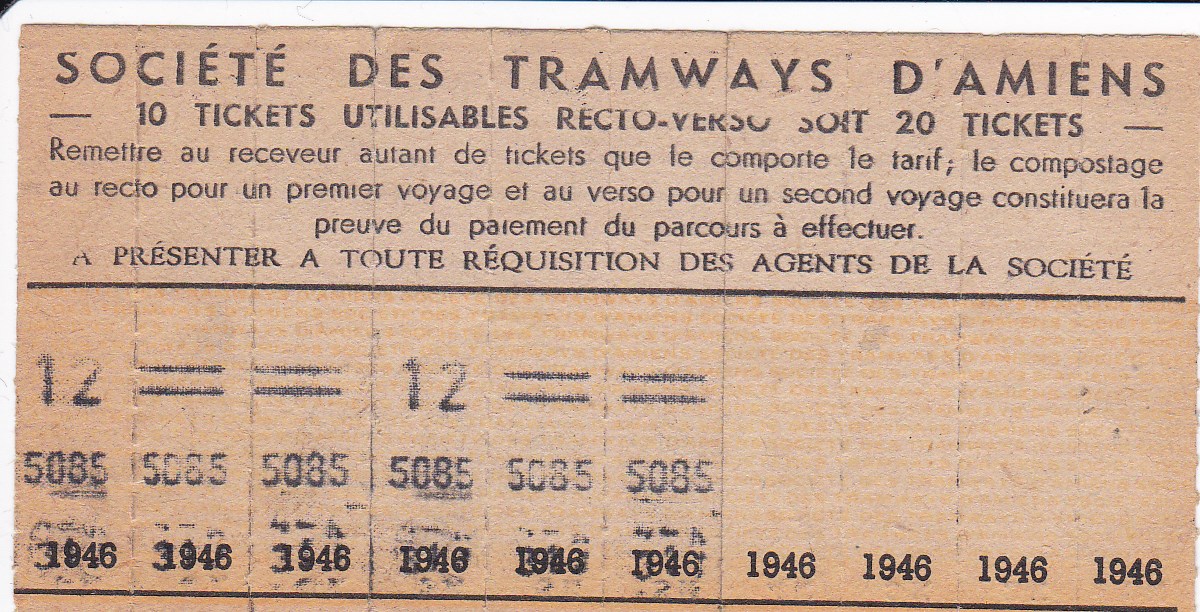 SOCIÉTÉ DES TRAMWAYS D'AMIENS
— 10 TICKETS UTILISABLES RECTO-VERSO SOIT 20 TICKETS —
Remettre au receveur autant de tickets que le comporte le tarif; le compostage
au recto pour un premier voyage et au verso pour un second voyage constituera la
preuve du paiement du parcours à effectuer.
A PRÉSENTER A TOUTE RÉQUISITION DES AGENTS DE LA SOCIÉTÉ
12 = = 12 = =
5085 5085 5085 5085 5085 5085
1946 1946 1946 1946 1946 1946 1946 1946 1946 1946